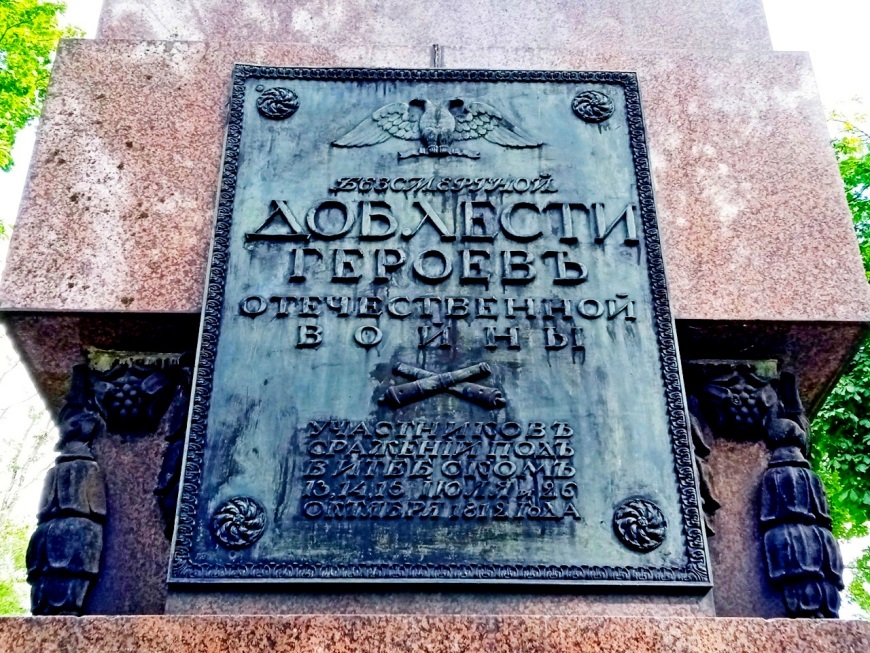 БЕЗСМЕРТНОЙ
ДОБЛЕСТИ
ГЕРОЕВЪ
ОТЕЧЕСТВЕННОЙ
ВОЙНЫ
УЧАСТНИКОВЪ
СРАЖЕНІЙ ПОДЪ
ВИТЕБСКОМЪ
13, 14, 15 ІЮЛЯ И 26
ОКТЯБРЯ 1812 ГОДА